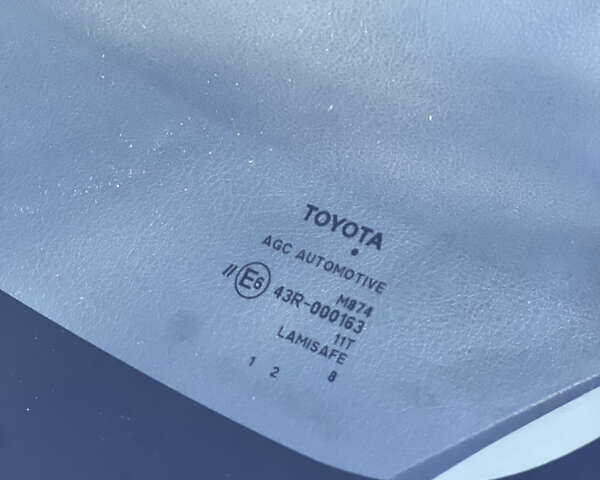 TOYOTA
AGC AUTOMOTIVE
M874
// E6 43R-000163
11T
LAMISAFE
1 2 8